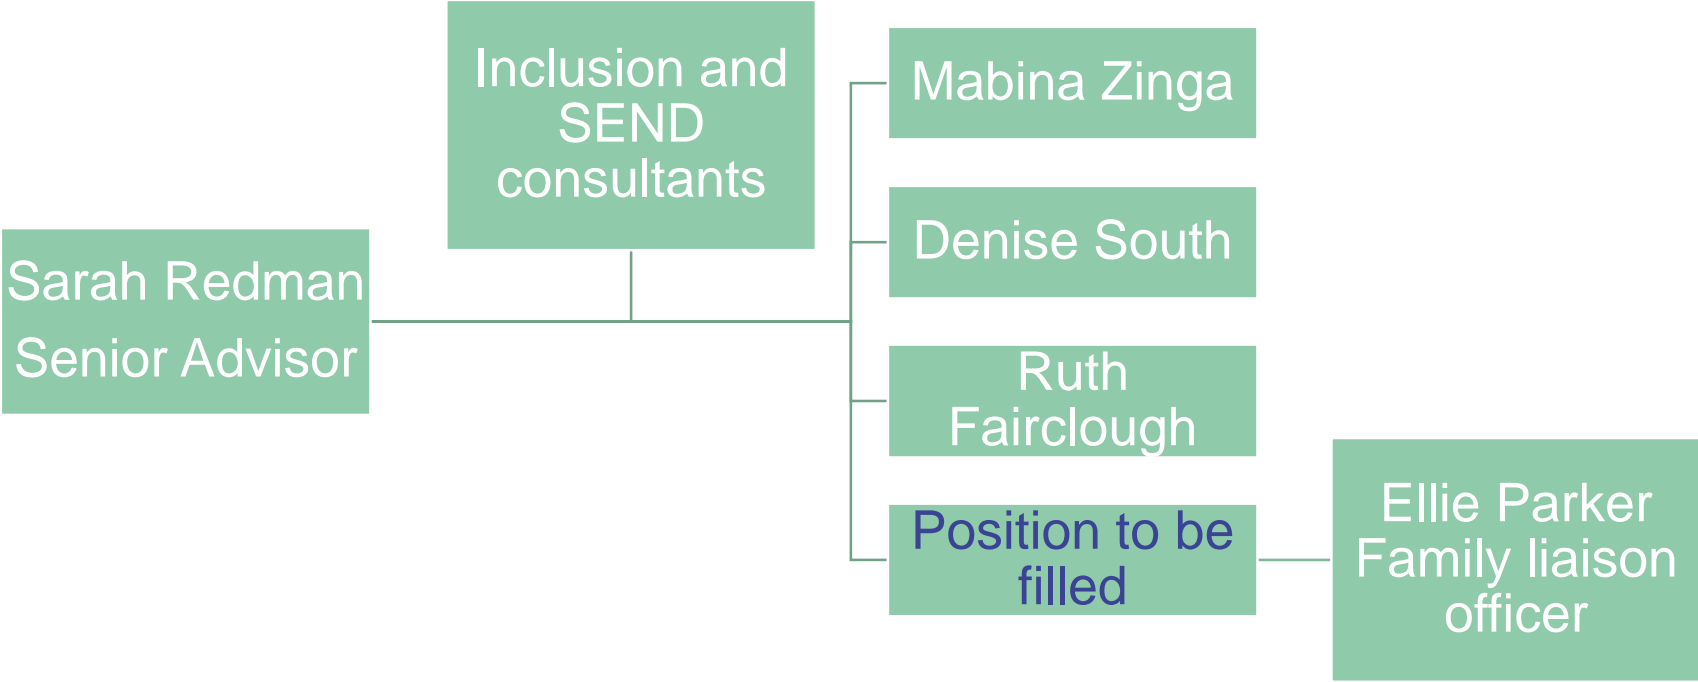 Inclusion and
SEND
consultants
Sarah Redman
Senior Advisor
Mabina Zinga
Denise South
Ruth
Fairclough
Position to be
filled
Ellie Parker
Family liaison
officer